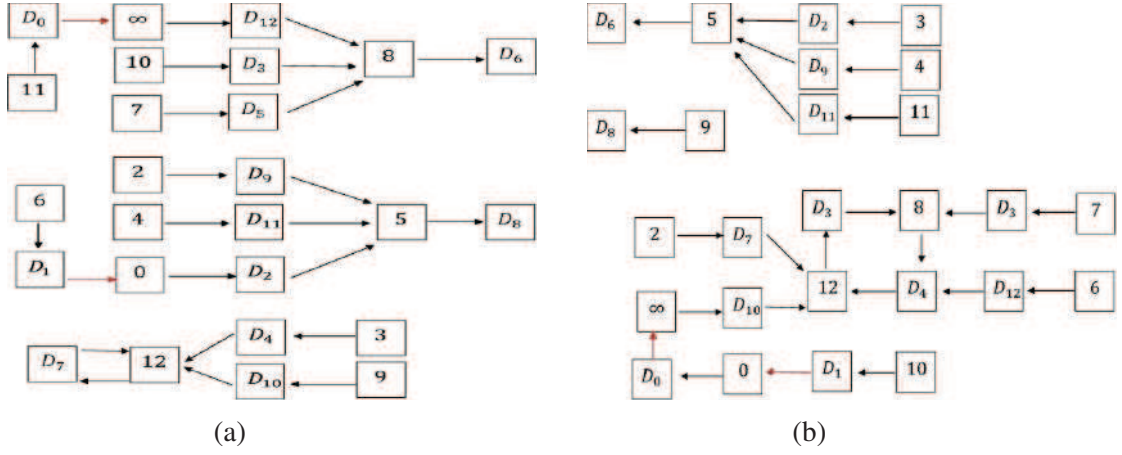 D₀ ∞ D₁₂
11 10 D₃ 8 D₆
7 D₅
2 D₉
6 4 D₁₁ 5 D₈
D₁ 0 D₂
D₇ 12 D₄ 3
D₁₀ 9
(a)
D₆ 5 D₂ 3
D₉ 4
D₁₁ 11
D₈ 9
D₃ 8 D₃ 7
2 D₇
12 D₄ D₁₂ 6
∞ D₁₀
D₀ 0 D₁ 10
(b)